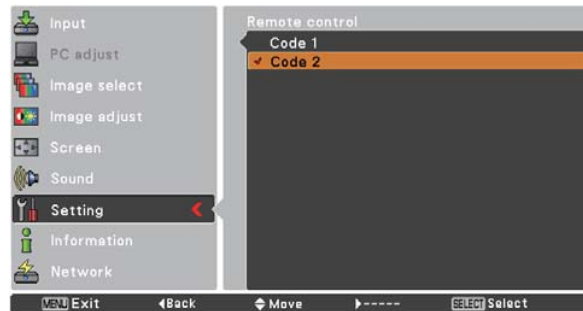 Input
PC adjust
Image select
Image adjust
Screen
Sound
Setting
Information
Network
Remote control
Code 1
✔ Code 2
MENU Exit ◀Back Move ▶----- SELECT Select